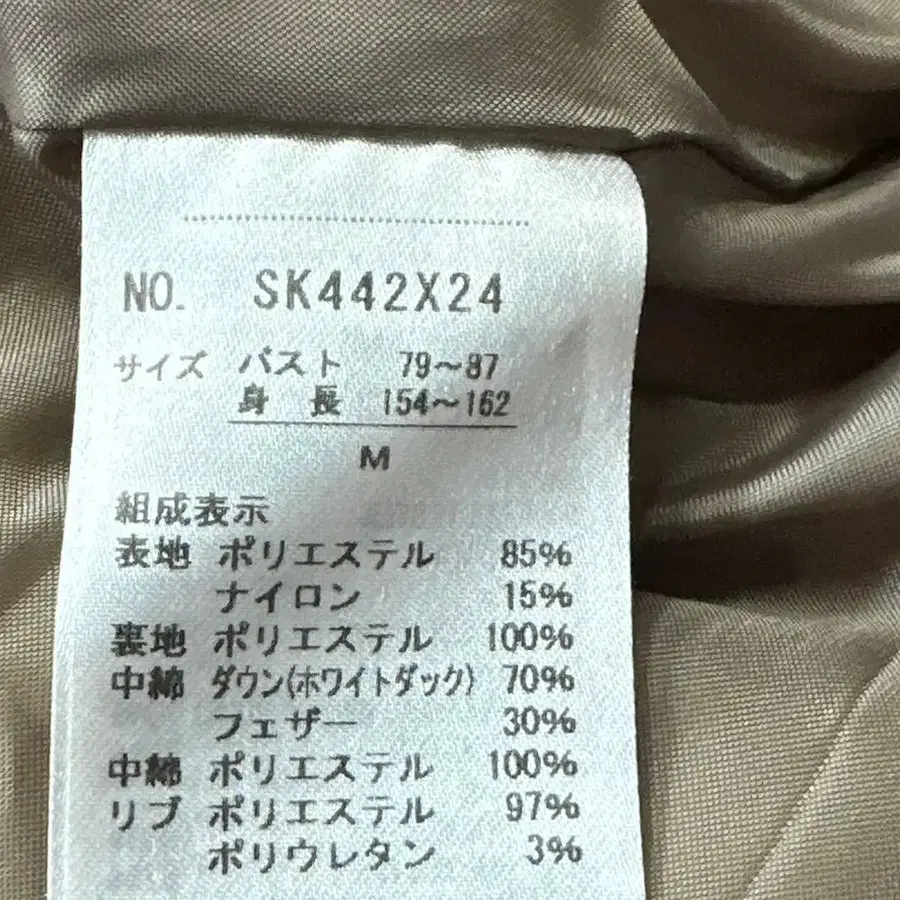 NO. SK442X24
サイズ バスト 79～87
身長 154～162
M
組成表示
表地 ポリエステル 85%
ナイロン 15%
裏地 ポリエステル 100%
中綿 ダウン(ホワイトダック) 70%
フェザー 30%
中綿 ポリエステル 100%
リブ ポリエステル 97%
ポリウレタン 3%